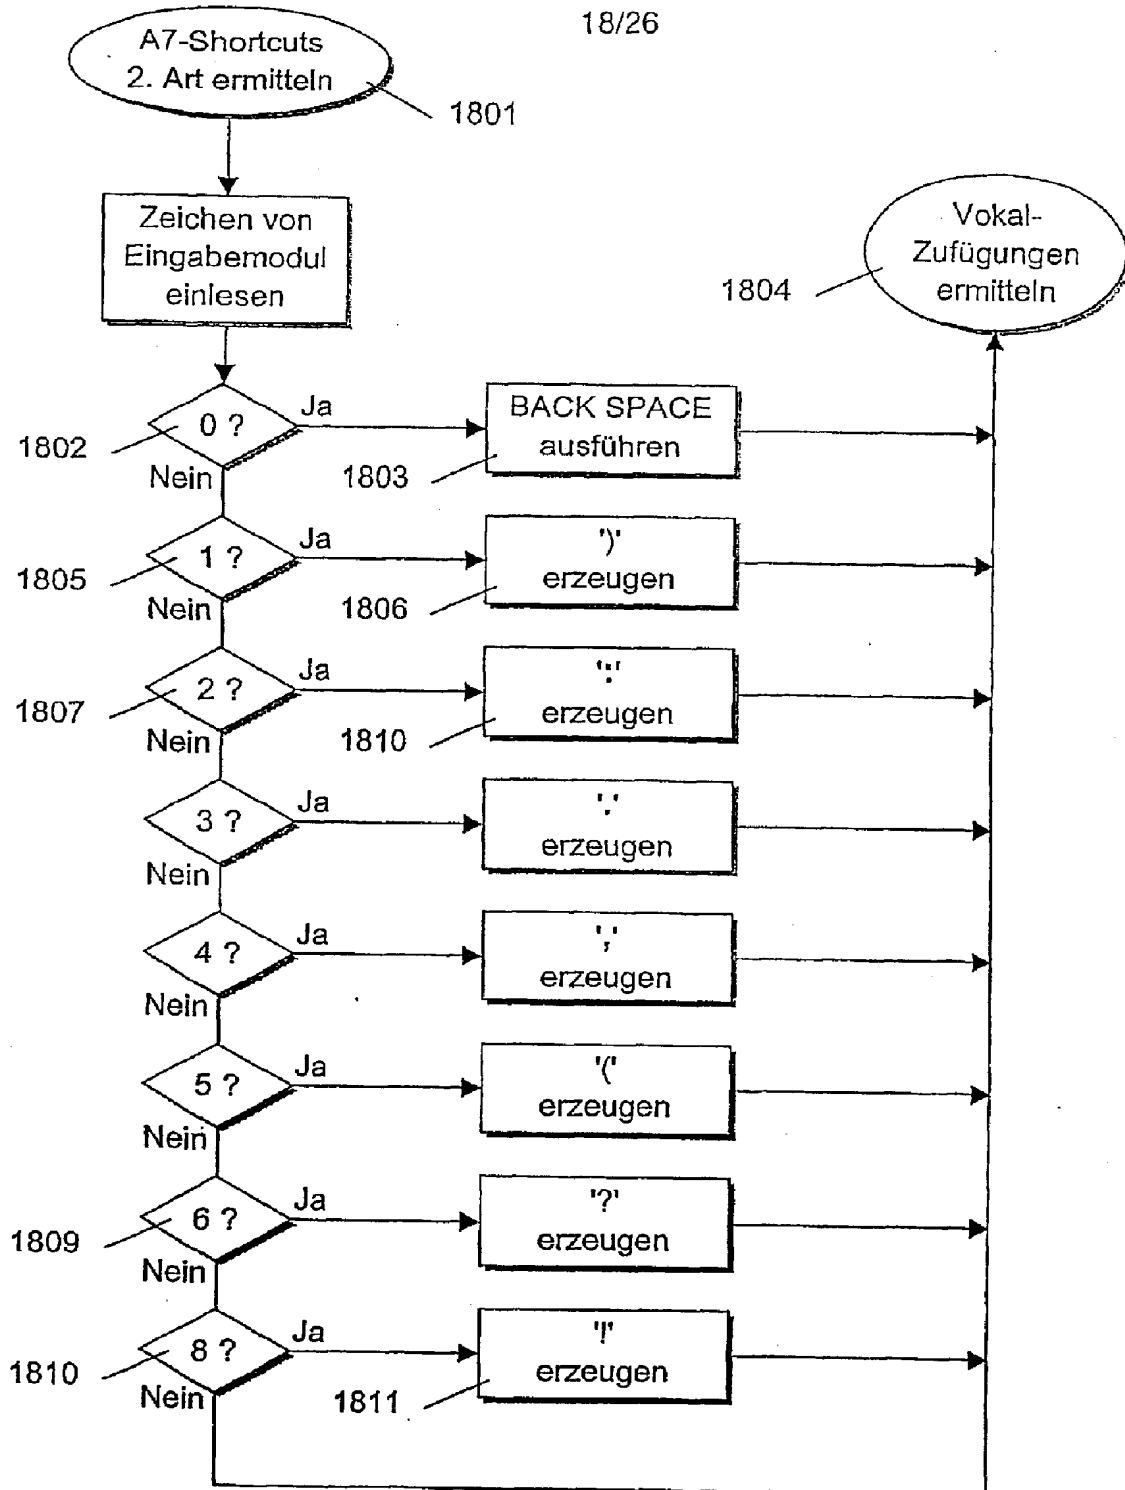 18/26
A7-Shortcuts
2. Art ermitteln
1801
Zeichen von
Eingabemodul
einlesen
Vokal-
Zufügungen
ermitteln
1804
0 ?
Ja
Nein
1802
BACK SPACE
ausführen
1803
1 ?
Ja
Nein
1805
')'
erzeugen
1806
2 ?
Ja
Nein
1807
':'
erzeugen
1810
3 ?
Ja
Nein
'.'
erzeugen
4 ?
Ja
Nein
';'
erzeugen
5 ?
Ja
Nein
'('
erzeugen
6 ?
Ja
Nein
1809
'?'
erzeugen
8 ?
Ja
Nein
1810
'!'
erzeugen
1811